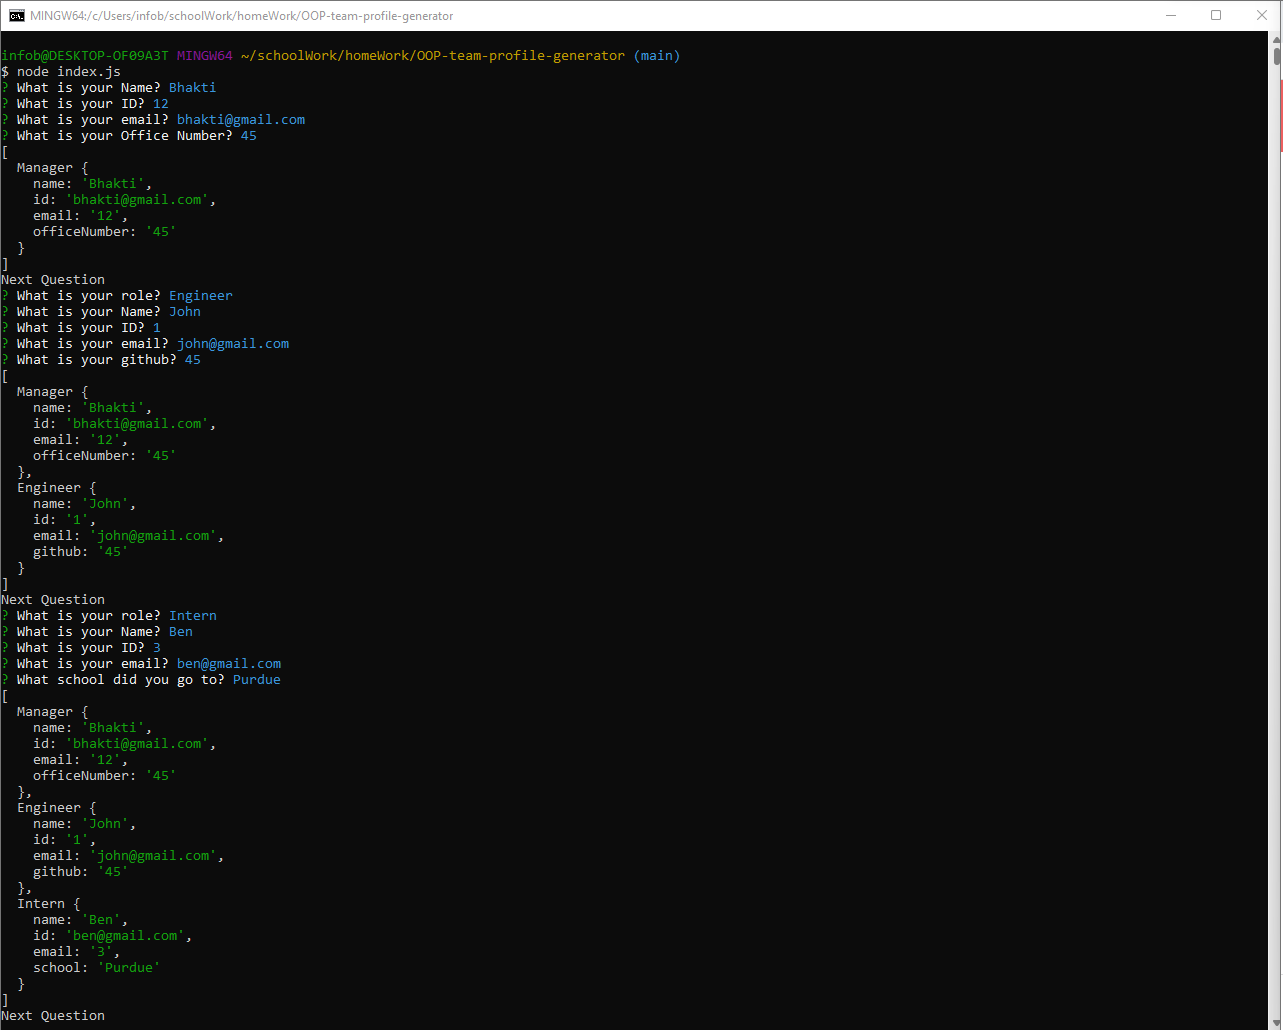 MINGW64:/c/Users/infob/schoolWork/homeWork/OOP-team-profile-generator
infob@DESKTOP-OF09A3T MINGW64 ~/schoolWork/homeWork/OOP-team-profile-generator (main)
$ node index.js
? What is your Name? Bhakti
? What is your ID? 12
? What is your email? bhakti@gmail.com
? What is your Office Number? 45
[
  Manager {
    name: 'Bhakti',
    id: 'bhakti@gmail.com',
    email: '12',
    officeNumber: '45'
  }
]
Next Question
? What is your role? Engineer
? What is your Name? John
? What is your ID? 1
? What is your email? john@gmail.com
? What is your github? 45
[
  Manager {
    name: 'Bhakti',
    id: 'bhakti@gmail.com',
    email: '12',
    officeNumber: '45'
  },
  Engineer {
    name: 'John',
    id: '1',
    email: 'john@gmail.com',
    github: '45'
  }
]
Next Question
? What is your role? Intern
? What is your Name? Ben
? What is your ID? 3
? What is your email? ben@gmail.com
? What school did you go to? Purdue
[
  Manager {
    name: 'Bhakti',
    id: 'bhakti@gmail.com',
    email: '12',
    officeNumber: '45'
  },
  Engineer {
    name: 'John',
    id: '1',
    email: 'john@gmail.com',
    github: '45'
  },
  Intern {
    name: 'Ben',
    id: 'ben@gmail.com',
    email: '3',
    school: 'Purdue'
  }
]
Next Question